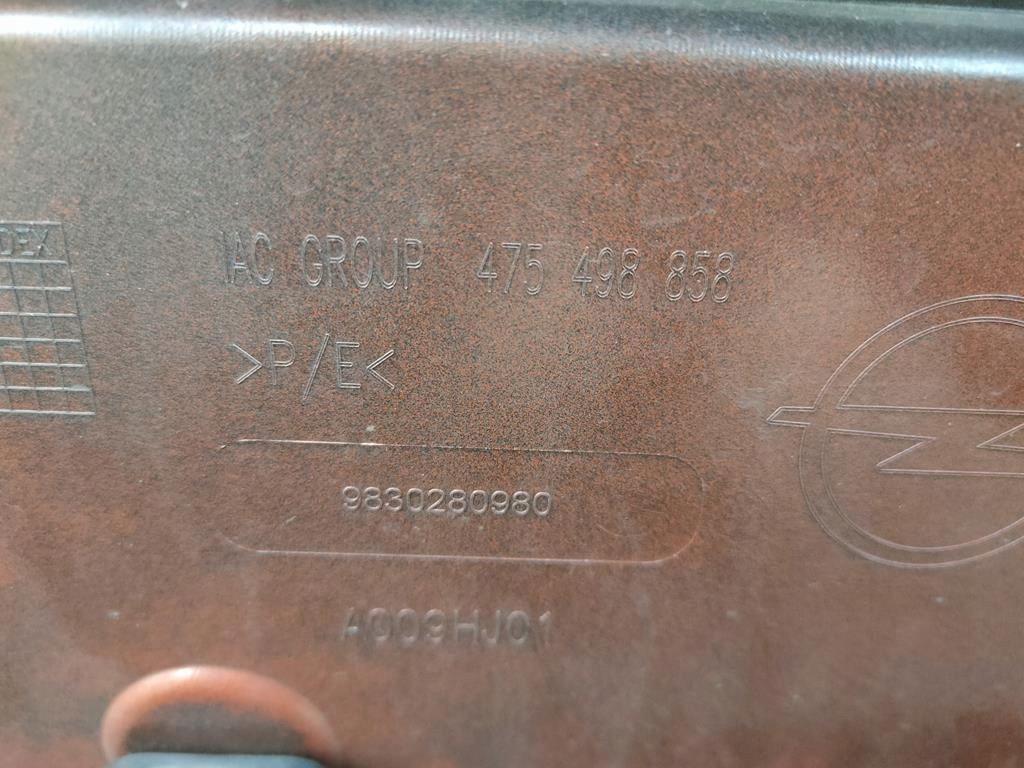 IAC GROUP 475 498 858
>P/E<
9830280980
A009HJ01